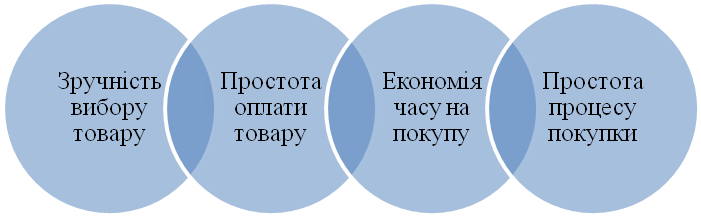 Зручність
вибору
товару
Простота
оплати
товару
Економія
часу на
покупу
Простота
процесу
покупки